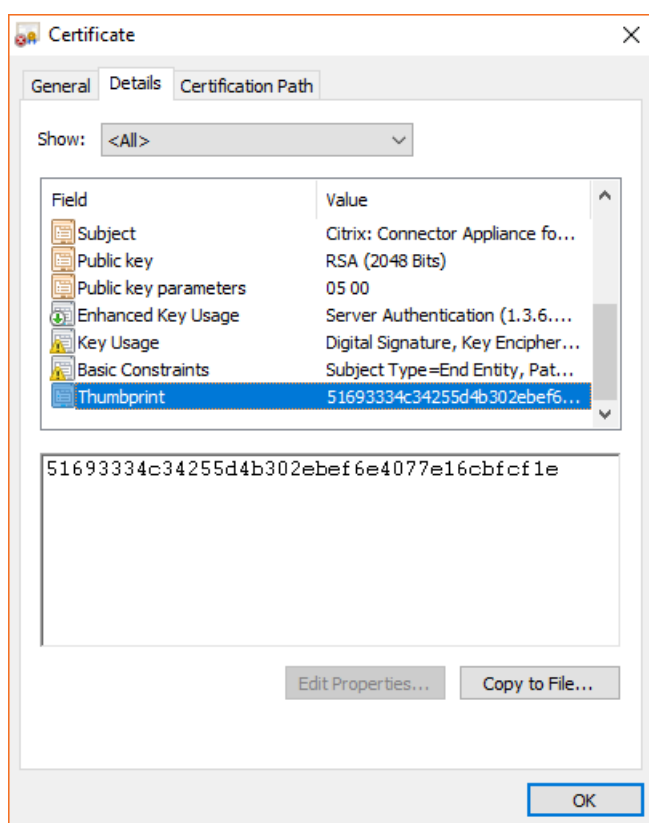 Certificate
General Details Certification Path
Show: <All>
Field Value
Subject Citrix: Connector Appliance fo...
Public key RSA (2048 Bits)
Public key parameters 05 00
Enhanced Key Usage Server Authentication (1.3.6....
Key Usage Digital Signature, Key Encipher...
Basic Constraints Subject Type=End Entity, Pat...
Thumbprint 51693334c34255d4b302ebef6...
51693334c34255d4b302ebef6e4077e16cbfcf1e
Edit Properties... Copy to File...
OK